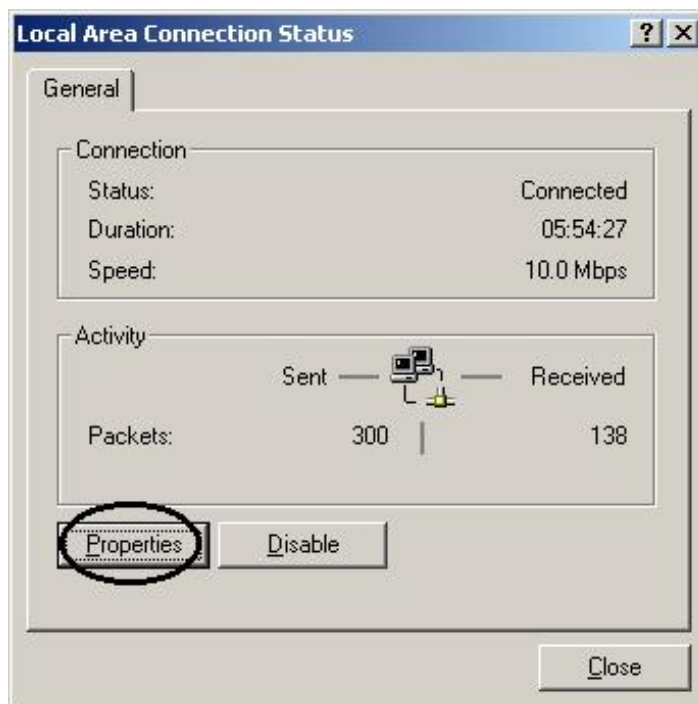 Local Area Connection Status
General
Connection
Status: Connected
Duration: 05:54:27
Speed: 10.0 Mbps
Activity
Sent Received
Packets: 300 138
Properties Disable
Close